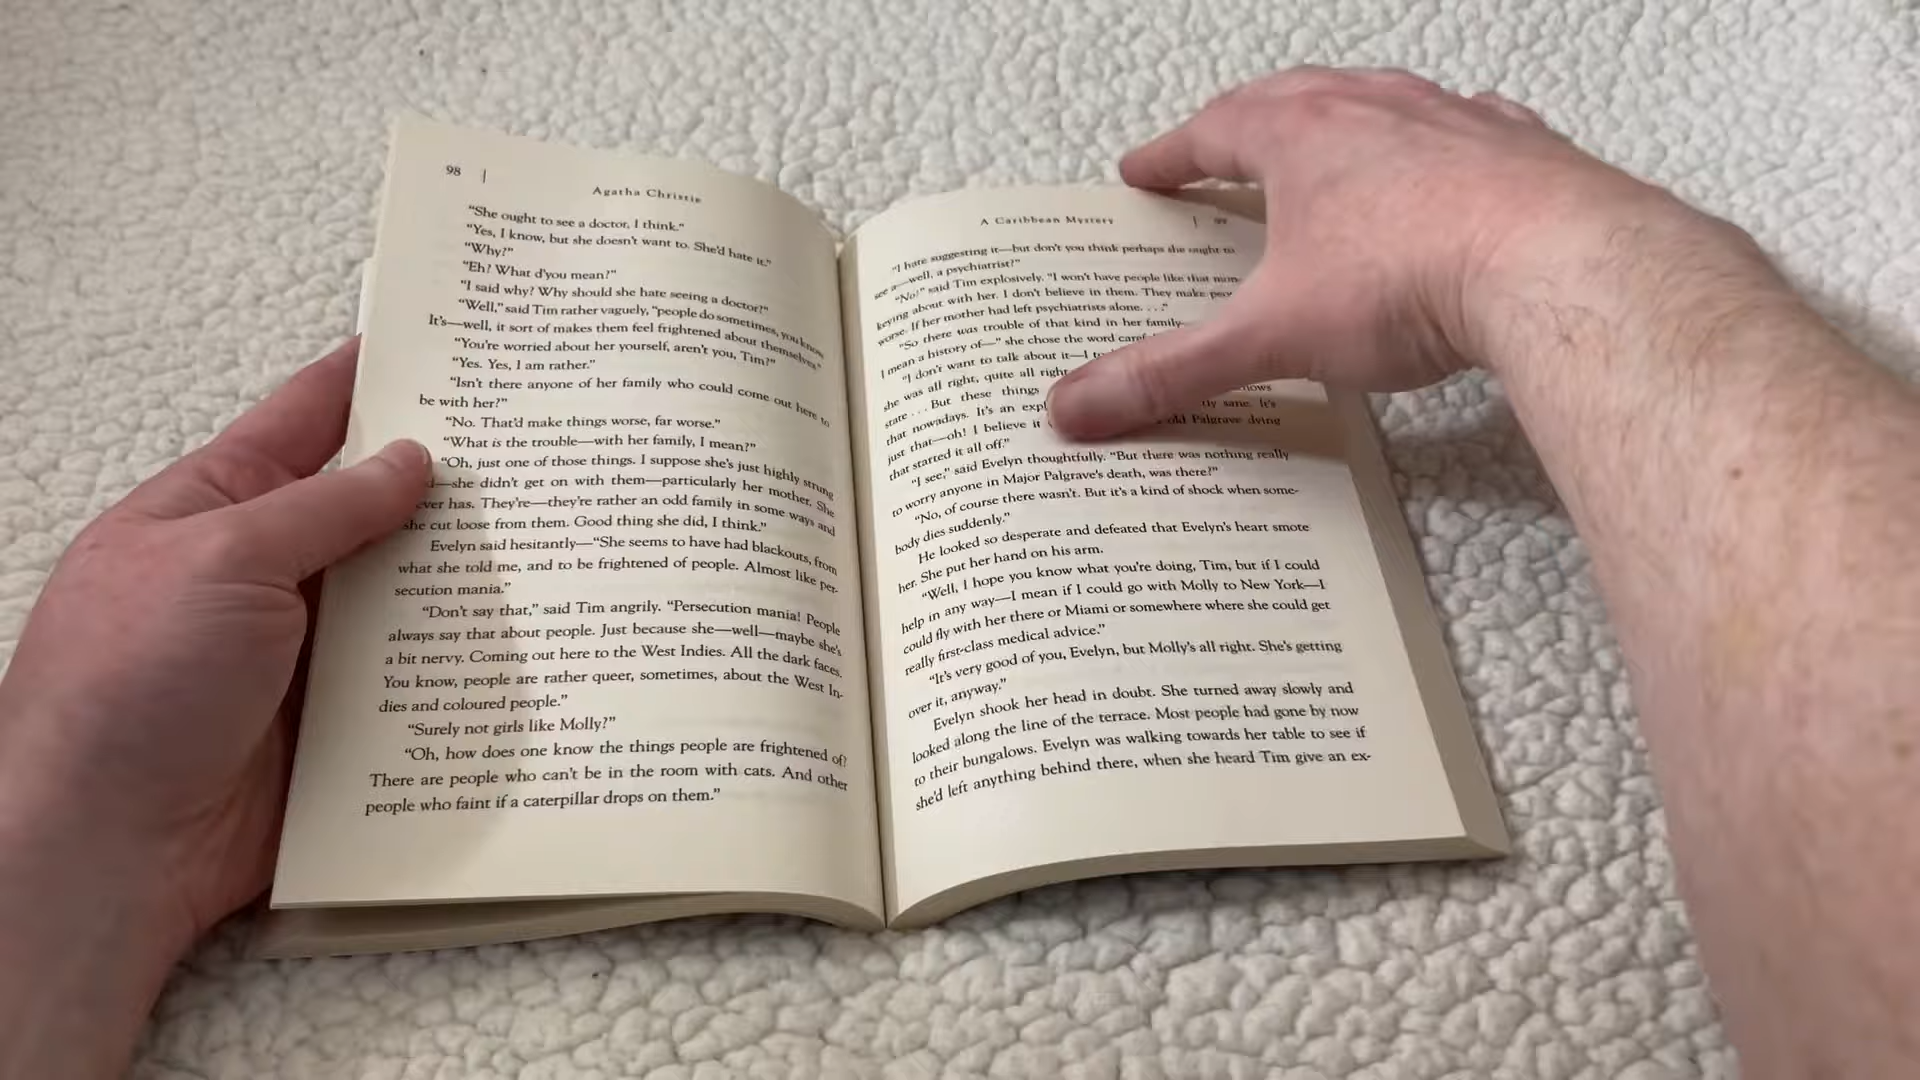 98 |
Agatha Christie
“She ought to see a doctor, I think.”
“Yes, I know, but she doesn't want to. She'd hate it.”
“Why?”
“Eh? What d'you mean?”
“I said why? Why should she hate seeing a doctor?”
“Well,” said Tim rather vaguely, “people do sometimes, you know.
It's—well, it sort of makes them feel frightened about themselves.”
“You're worried about her yourself, aren't you, Tim?”
“Yes. Yes, I am rather.”
“Isn't there anyone of her family who could come out here to
be with her?”
“No. That'd make things worse, far worse.”
“What is the trouble—with her family, I mean?”
“Oh, just one of those things. I suppose she's just highly strung
—she didn't get on with them—particularly her mother. She
ever has. They're—they're rather an odd family in some ways and
she cut loose from them. Good thing she did, I think.”
Evelyn said hesitantly—“She seems to have had blackouts, from
what she told me, and to be frightened of people. Almost like per-
secution mania.”
“Don't say that,” said Tim angrily. “Persecution mania! People
always say that about people. Just because she—well—maybe she's
a bit nervy. Coming out here to the West Indies. All the dark faces.
You know, people are rather queer, sometimes, about the West In-
dies and coloured people.”
“Surely not girls like Molly?”
“Oh, how does one know the things people are frightened of?
There are people who can't be in the room with cats. And other
people who faint if a caterpillar drops on them.”
A Caribbean Mystery | 99
“I hate suggesting it—but don't you think perhaps she ought to
see a—well, a psychiatrist?”
“No!” said Tim explosively. “I won't have people like that mon-
keying about with her. I don't believe in them. They make peo
worse. If her mother had left psychiatrists alone. . . .”
“So there was trouble of that kind in her family—
I mean a history of—” she chose the word
“I don't want to talk about it—I
she was all right, quite all right
state . . . But these things
that nowadays. It's an sane. It's
just that—oh! I believe it old Palgrave dying
that started it all off.”
“I see,” said Evelyn thoughtfully. “But there was nothing really
to worry anyone in Major Palgrave's death, was there?”
“No, of course there wasn't. But it's a kind of shock when some-
body dies suddenly.”
He looked so desperate and defeated that Evelyn's heart smote
her. She put her hand on his arm.
“Well, I hope you know what you're doing, Tim, but if I could
help in any way—I mean if I could go with Molly to New York—I
could fly with her there or Miami or somewhere where she could get
really first-class medical advice.”
“It's very good of you, Evelyn, but Molly's all right. She's getting
over it, anyway.”
Evelyn shook her head in doubt. She turned away slowly and
looked along the line of the terrace. Most people had gone by now
to their bungalows. Evelyn was walking towards her table to see if
she'd left anything behind there, when she heard Tim give an ex-